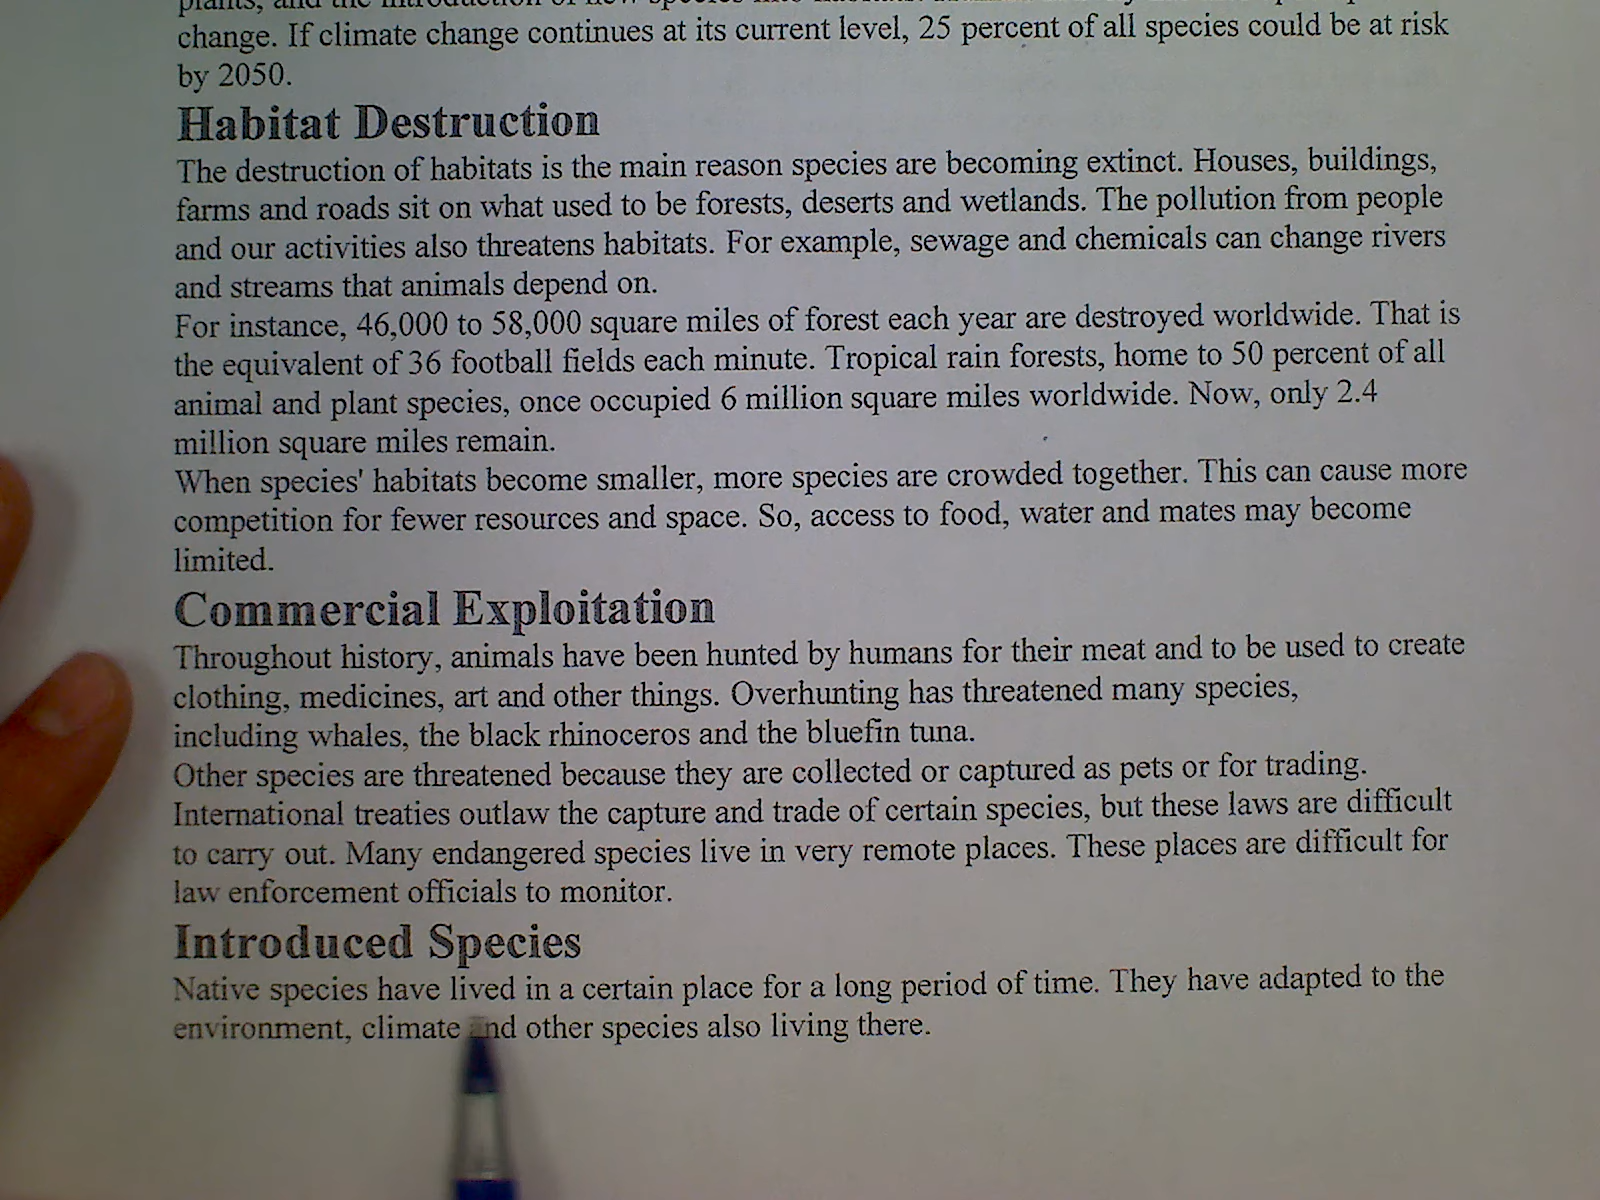 plants, and the introduction of new species into
change. If climate change continues at its current level, 25 percent of all species could be at risk
by 2050.
Habitat Destruction
The destruction of habitats is the main reason species are becoming extinct. Houses, buildings,
farms and roads sit on what used to be forests, deserts and wetlands. The pollution from people
and our activities also threatens habitats. For example, sewage and chemicals can change rivers
and streams that animals depend on.
For instance, 46,000 to 58,000 square miles of forest each year are destroyed worldwide. That is
the equivalent of 36 football fields each minute. Tropical rain forests, home to 50 percent of all
animal and plant species, once occupied 6 million square miles worldwide. Now, only 2.4
million square miles remain.
When species' habitats become smaller, more species are crowded together. This can cause more
competition for fewer resources and space. So, access to food, water and mates may become
limited.
Commercial Exploitation
Throughout history, animals have been hunted by humans for their meat and to be used to create
clothing, medicines, art and other things. Overhunting has threatened many species,
including whales, the black rhinoceros and the bluefin tuna.
Other species are threatened because they are collected or captured as pets or for trading.
International treaties outlaw the capture and trade of certain species, but these laws are difficult
to carry out. Many endangered species live in very remote places. These places are difficult for
law enforcement officials to monitor.
Introduced Species
Native species have lived in a certain place for a long period of time. They have adapted to the
environment, climate and other species also living there.